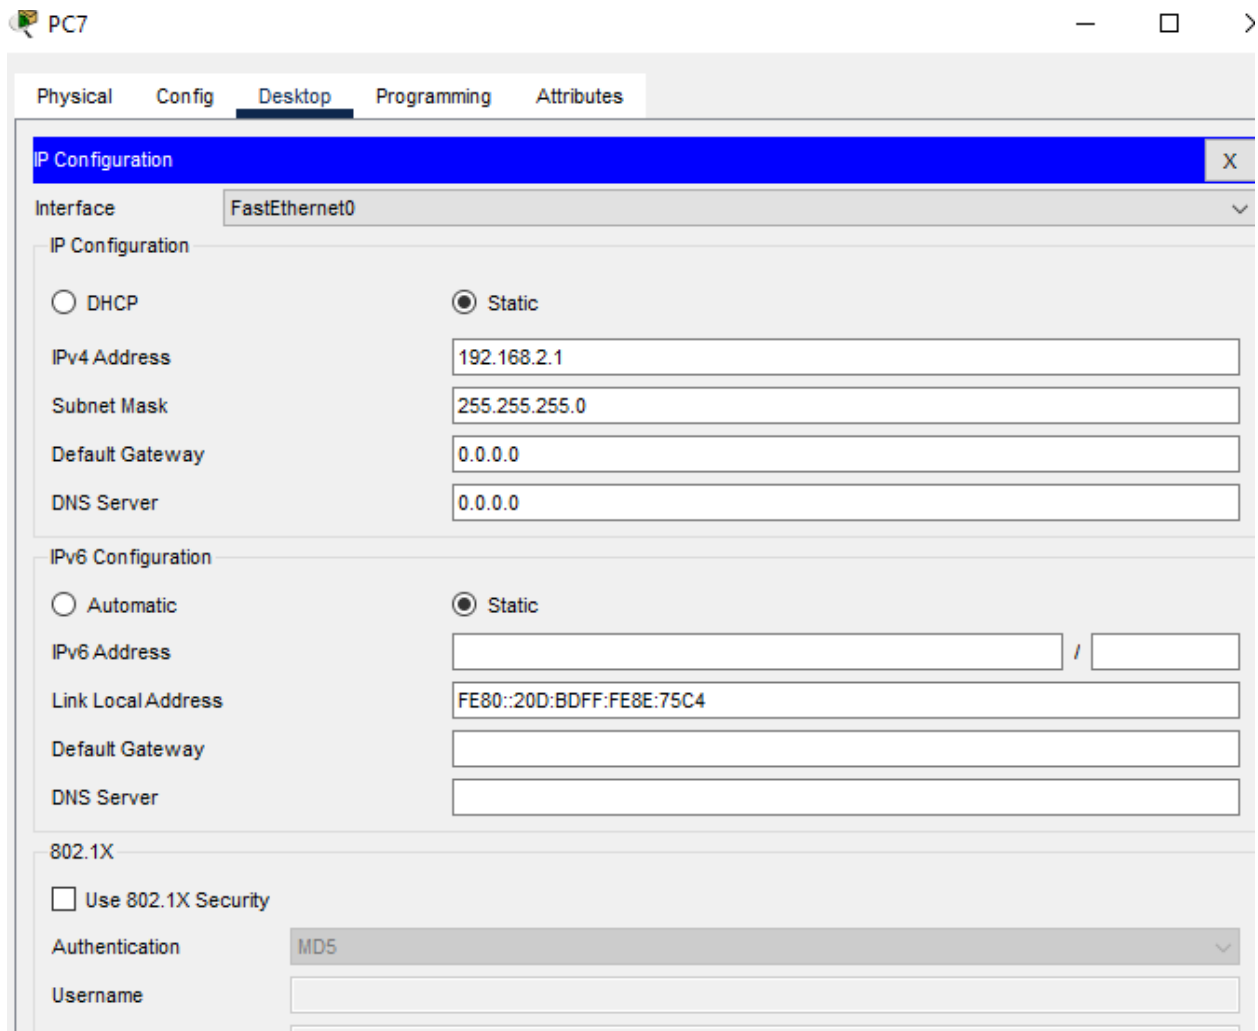 PC7
Physical Config Desktop Programming Attributes
IP Configuration X
Interface FastEthernet0
IP Configuration
DHCP Static
IPv4 Address 192.168.2.1
Subnet Mask 255.255.255.0
Default Gateway 0.0.0.0
DNS Server 0.0.0.0
IPv6 Configuration
Automatic Static
IPv6 Address /
Link Local Address FE80::20D:BDFF:FE8E:75C4
Default Gateway
DNS Server
802.1X
Use 802.1X Security
Authentication MD5
Username